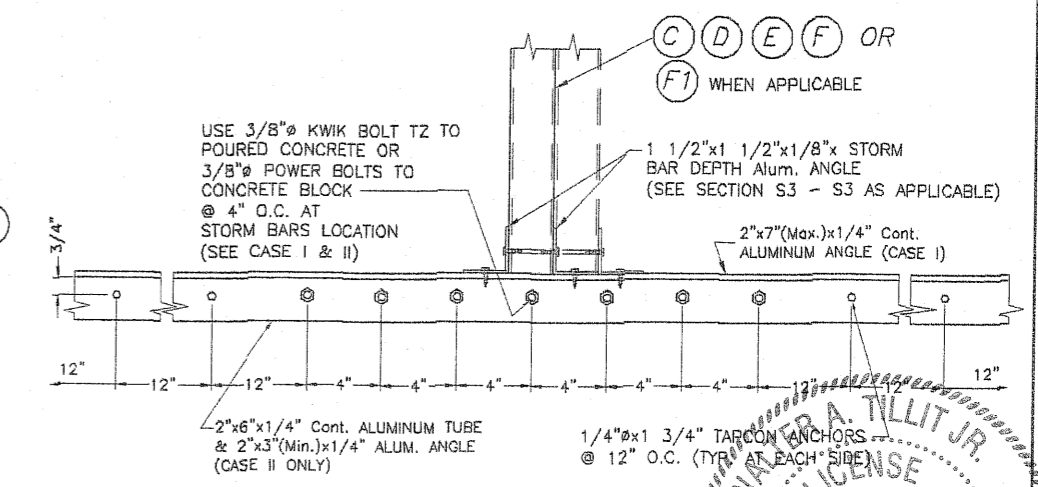 C D E F OR
F1 WHEN APPLICABLE
USE 3/8"ø KWIK BOLT TZ TO
POURED CONCRETE OR
3/8"ø POWER BOLTS TO
CONCRETE BLOCK
@ 4" O.C. AT
STORM BARS LOCATION
(SEE CASE I & II)
1 1/2"x1 1/2"x1/8"x STORM
BAR DEPTH Alum. ANGLE
(SEE SECTION S3 - S3 AS APPLICABLE)
2"x7"(Max.)x1/4" Cont.
ALUMINUM ANGLE (CASE I)
3/4"
12" 12" 12" 4" 4" 4" 4" 4" 4" 12" 12" 12"
2"x6"x1/4" Cont. ALUMINUM TUBE
& 2"x3"(Min.)x1/4" ALUM. ANGLE
(CASE II ONLY)
1/4"øx1 3/4" TAPCON ANCHORS
@ 12" O.C. (TYP. AT EACH SIDE)
WALTER A. TILLIT JR.
LICENSE